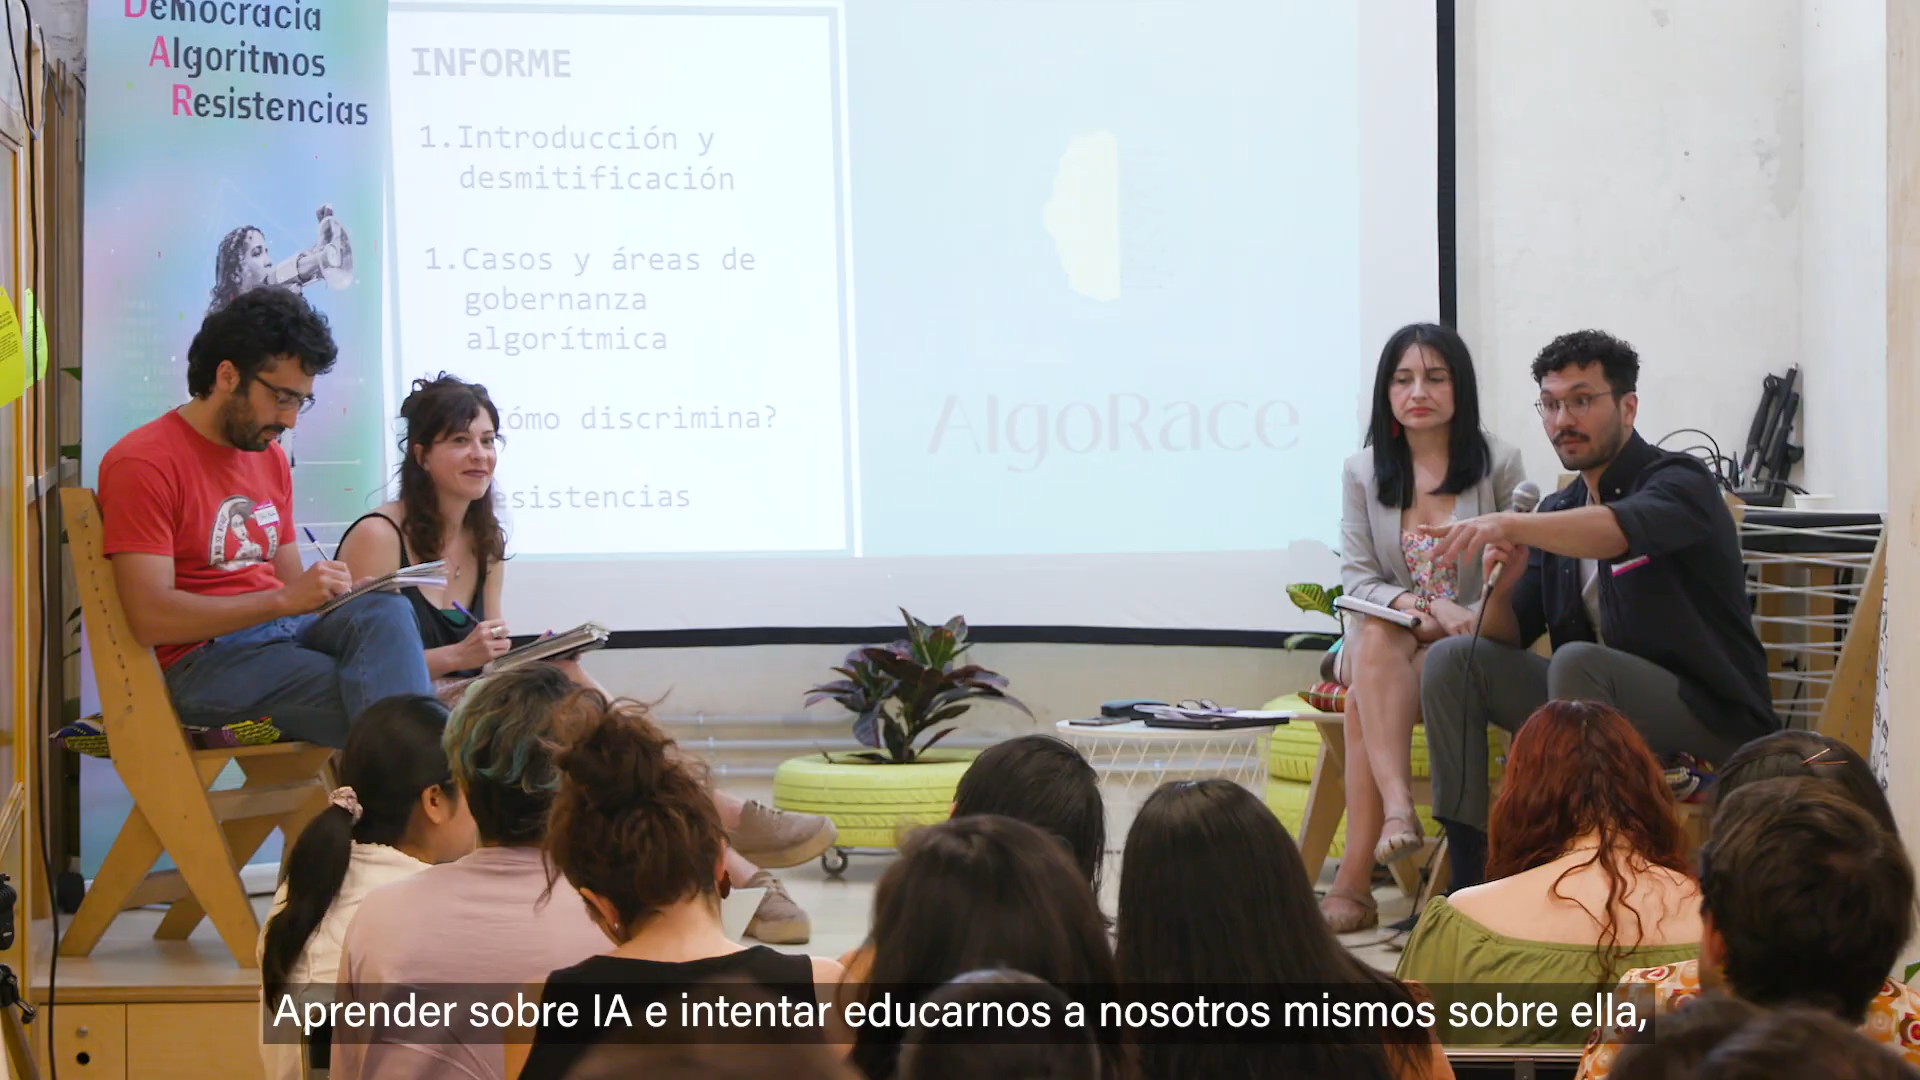 Democracia
Algoritmos
Resistencias
INFORME
1.Introducción y
desmitificación
1.Casos y áreas de
gobernanza
algorítmica
ómo discrimina?
esistencias
AlgoRace
Aprender sobre IA e intentar educarnos a nosotros mismos sobre ella,